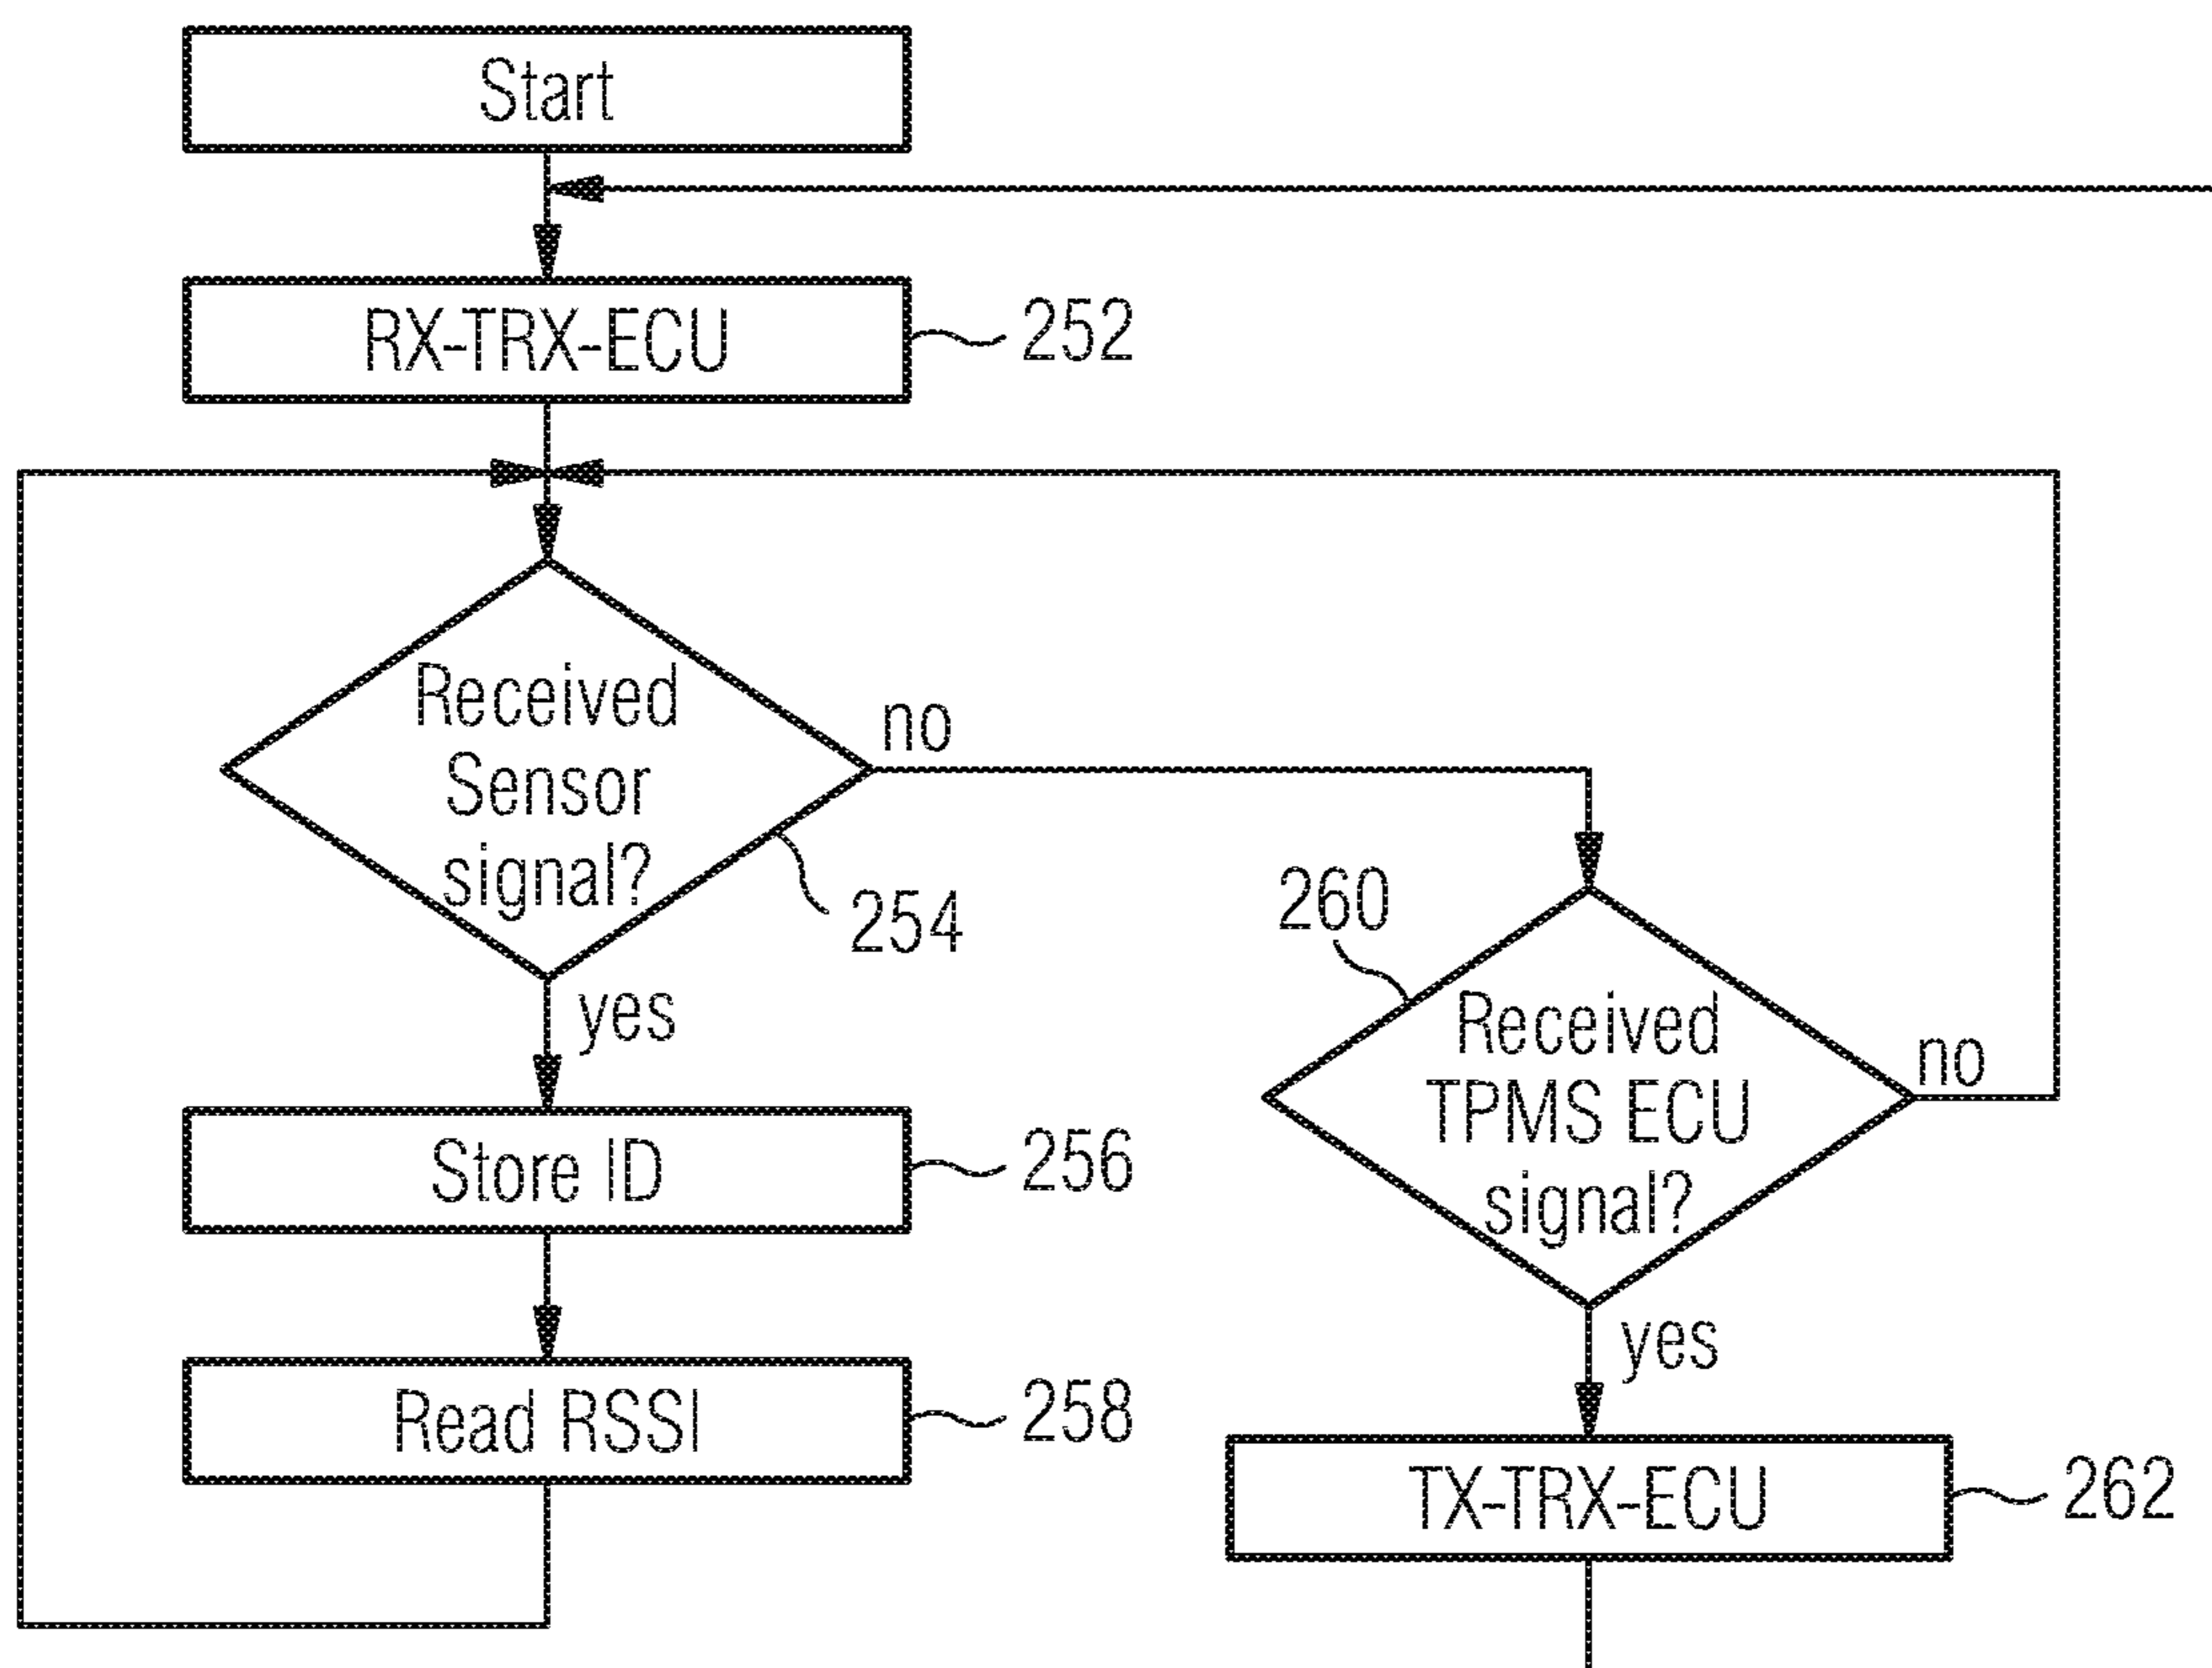 Start
RX-TRX-ECU
252
Received
Sensor
signal?
no
254
yes
Store ID
256
Read RSSI
258
260
Received
TPMS ECU
signal?
no
yes
TX-TRX-ECU
262